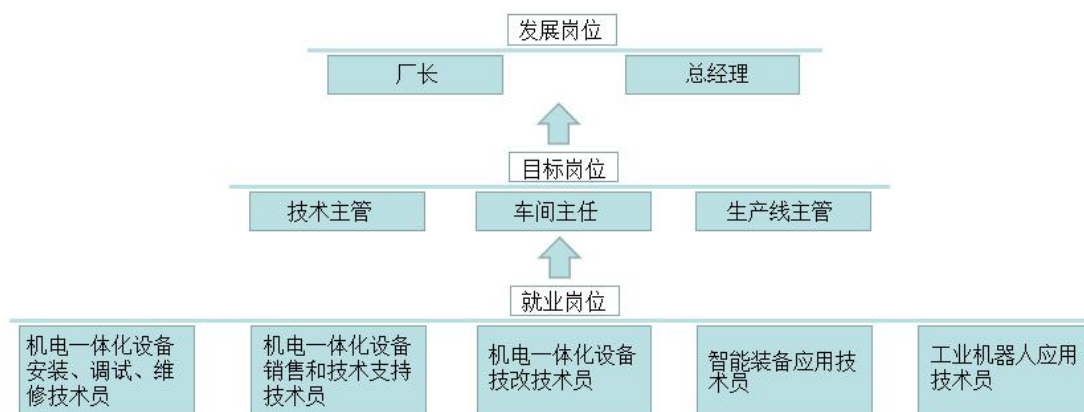 发展岗位
厂长
总经理
目标岗位
技术主管
车间主任
生产线主管
就业岗位
机电一体化设备
安装、调试、维
修技术员
机电一体化设备
销售和技术支持
技术员
机电一体化设备
技改技术员
智能装备应用技
术员
工业机器人应用
技术员